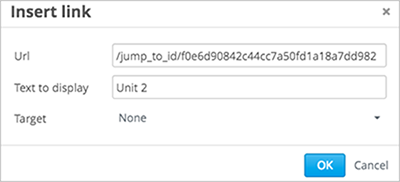 Insert link ×
Url /jump_to_id/f0e6d90842c44cc7a50fd1a18a7dd982
Text to display Unit 2
Target None
OK Cancel